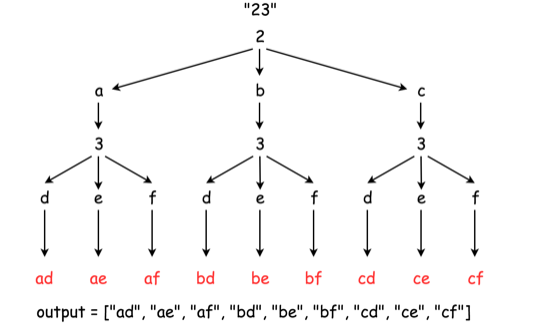 "23"
2
a b c
3 3 3
d e f d e f d e f
ad ae af bd be bf cd ce cf
output = ["ad", "ae", "af", "bd", "be", "bf", "cd", "ce", "cf"]